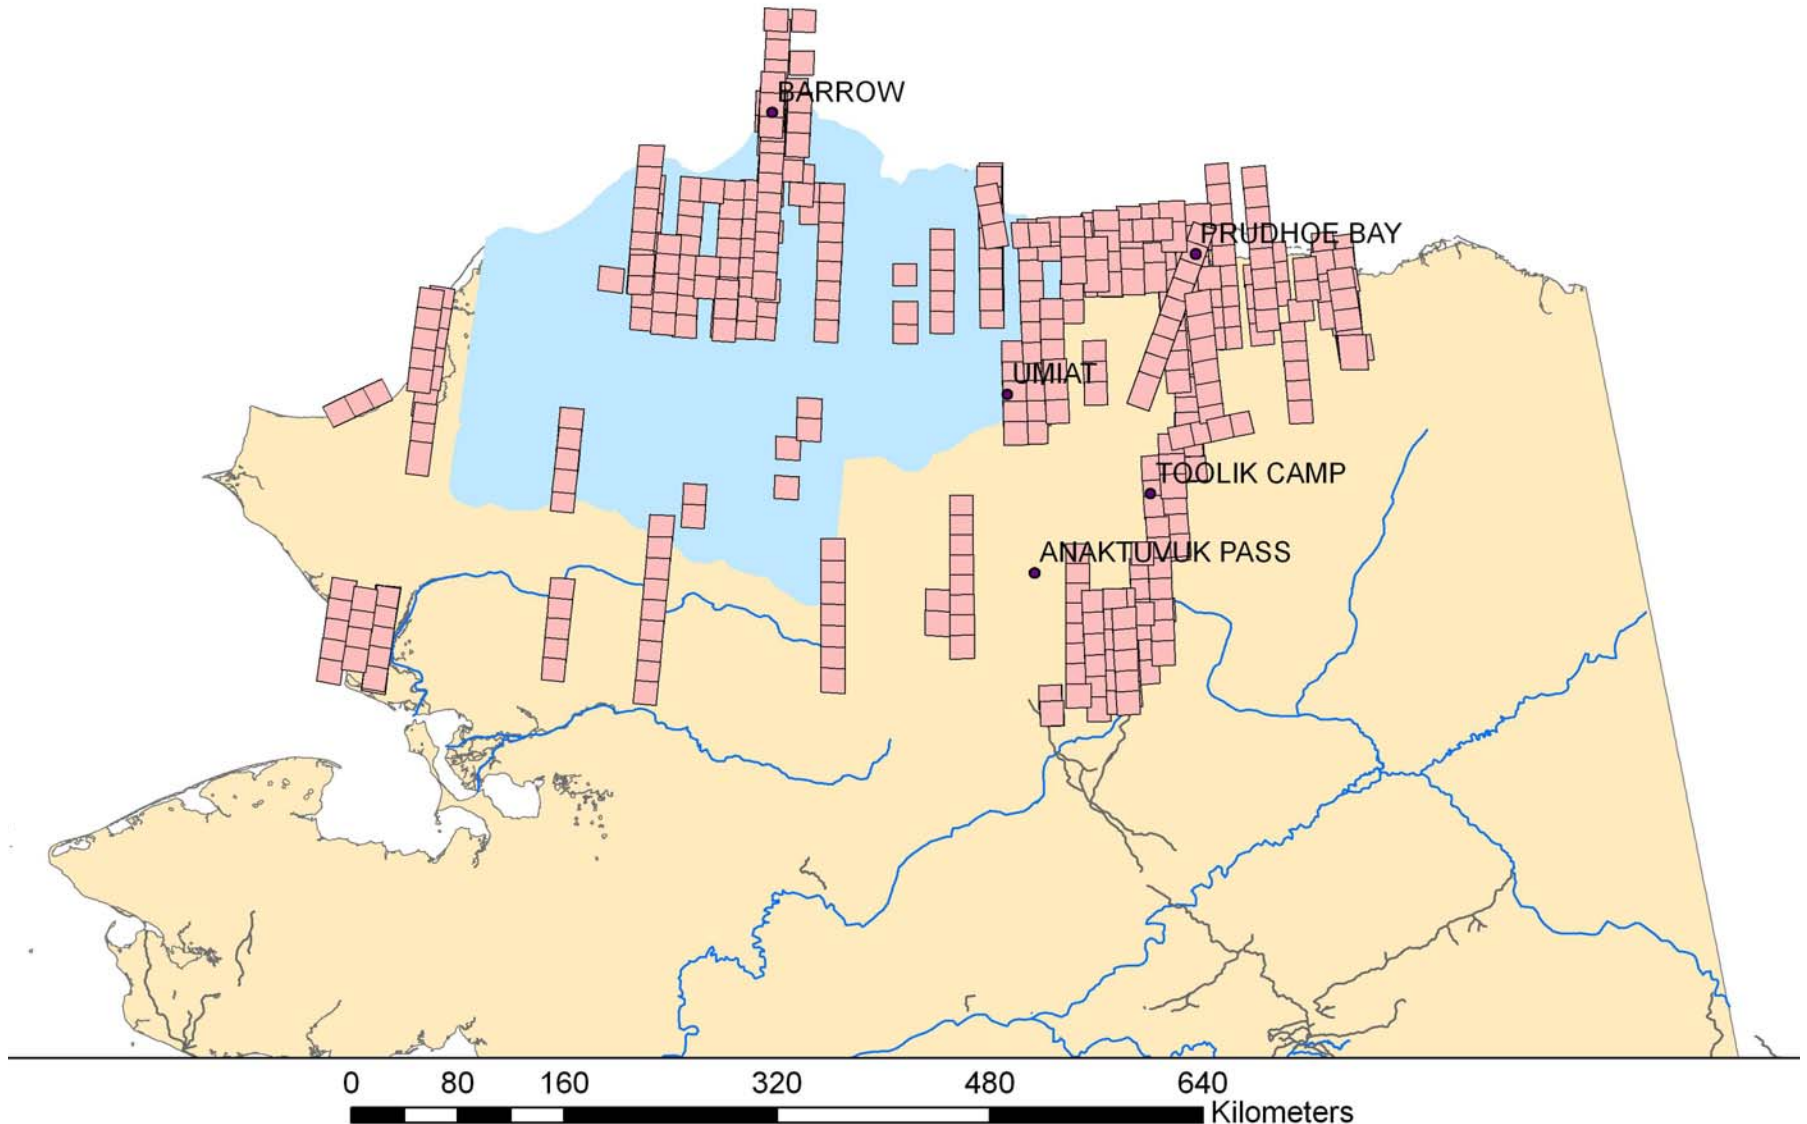 BARROW
PRUDHOE BAY
UMIAT
TOOLIK CAMP
ANAKTUVUK PASS
0 80 160 320 480 640
Kilometers